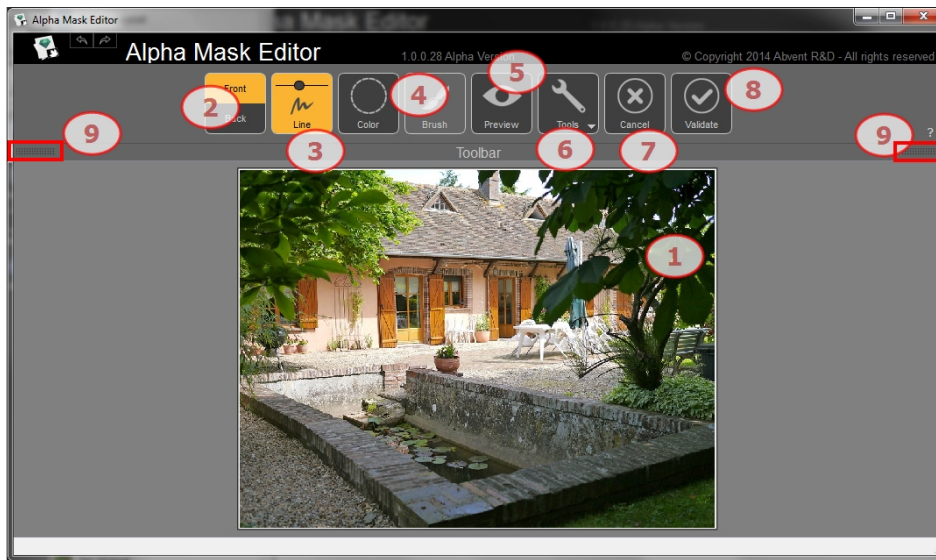 Alpha Mask Editor
Alpha Mask Editor
1.0.0.28 Alpha Version
© Copyright 2014 Abvent R&D - All rights reserved
Front
Back
Line
Color
Brush
Preview
Tools
Cancel
Validate
2
3
4
5
6
7
8
9
9
?
Toolbar
1